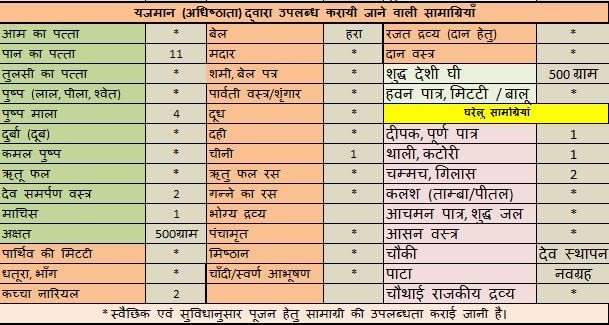 यजमान (अधिष्ठाता) द्वारा उपलब्ध करायी जाने वाली सामाग्रियाँ
आम का पत्ता * बेल हरा रजत द्रव्य (दान हेतु) *
पान का पत्ता 11 मदार * दान वस्त्र *
तुलसी का पत्ता * शमी, बेल पत्र * शुद्ध देशी घी 500 ग्राम
पुष्प (लाल, पीला, श्वेत) * पार्वती वस्त्र/शृंगार * हवन पात्र, मिटटी / बालू *
पुष्प माला 4 दूध * घरेलु सामग्रियाँ
दुर्बा (दूब) * दही * दीपक, पूर्ण पात्र 1
कमल पुष्प * चीनी 1 थाली, कटोरी 1
ऋतू फल * ऋतु फल रस * चम्मच, गिलास 2
देव समर्पण वस्त्र 2 गन्ने का रस * कलश (ताम्बा/पीतल) *
माचिस 1 भोग्य द्रव्य * आचमन पात्र, शुद्ध जल *
अक्षत 500ग्राम पंचामृत * आसन वस्त्र *
पार्थिव की मिटटी * मिष्ठान * चौकी देव स्थापन
धतूरा, भाँग * चाँदी/स्वर्ण आभूषण * पाटा नवग्रह
कच्चा नारियल 2 चौथाई राजकीय द्रव्य *
* स्वैछिक एवं सुविधानुसार पूजन हेतु सामाग्री की उपलब्धता कराई जानी है।